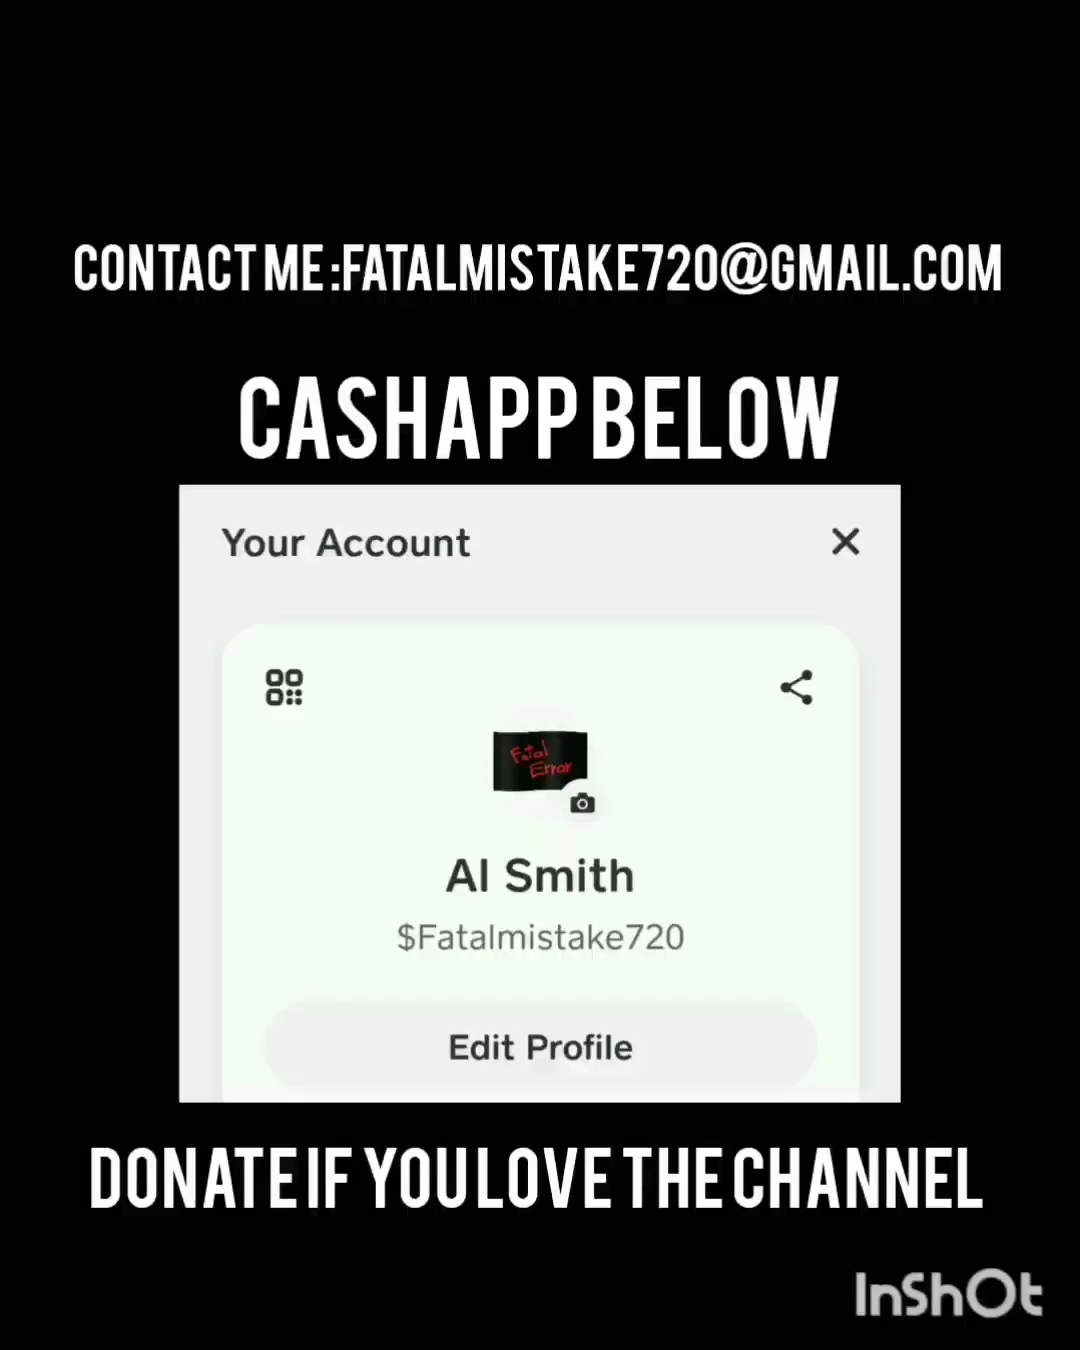 CONTACT ME :FATALMISTAKE720@GMAIL.COM
CASHAPP BELOW
Your Account
Fatal
Error
Al Smith
$Fatalmistake720
Edit Profile
DONATE IF YOU LOVE THE CHANNEL
InShOt